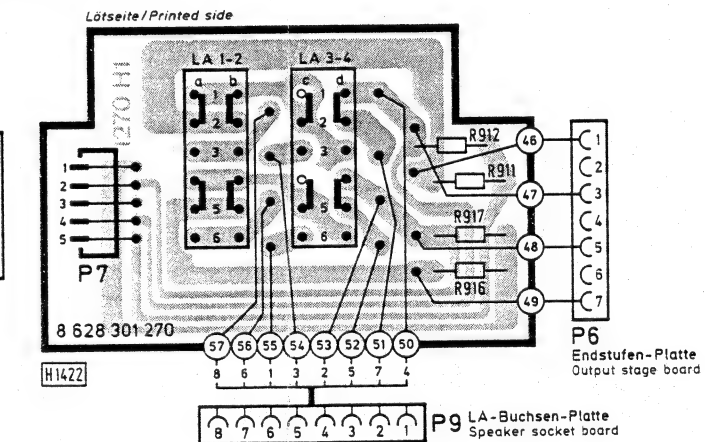 Lötseite/Printed side
LA 1-2 LA 3-4
a b c d
1 1
2 2
3 3
5 5
6 6
1270 H1
R912
R911
R917
R916
46 1
2
47 3
4
48 5
6
49 7
1
2
3
4
5
P7
P6
Endstufen-Platte
Output stage board
8 628 301 270
57 56 55 54 53 52 51 50
8 6 1 3 2 5 7 4
H1422
8 7 6 5 4 3 2 1
P9 LA-Buchsen-Platte
Speaker socket board